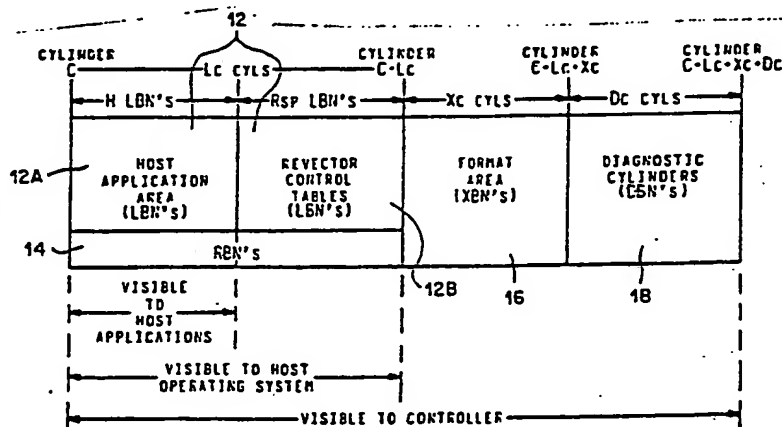 12
CYLINDER CYLINDER CYLINDER CYLINDER
C LC CYLS C+LC C+LC+XC C+LC+XC+DC
H LBN'S RSP LBN'S XC CYLS DC CYLS
12A
HOST APPLICATION AREA (LBN'S)
REVECTOR CONTROL TABLES (LBN'S)
FORMAT AREA (XBN'S)
DIAGNOSTIC CYLINDERS (DBN'S)
14
RBN'S
12B
16
18
VISIBLE TO HOST APPLICATIONS
VISIBLE TO HOST OPERATING SYSTEM
VISIBLE TO CONTROLLER